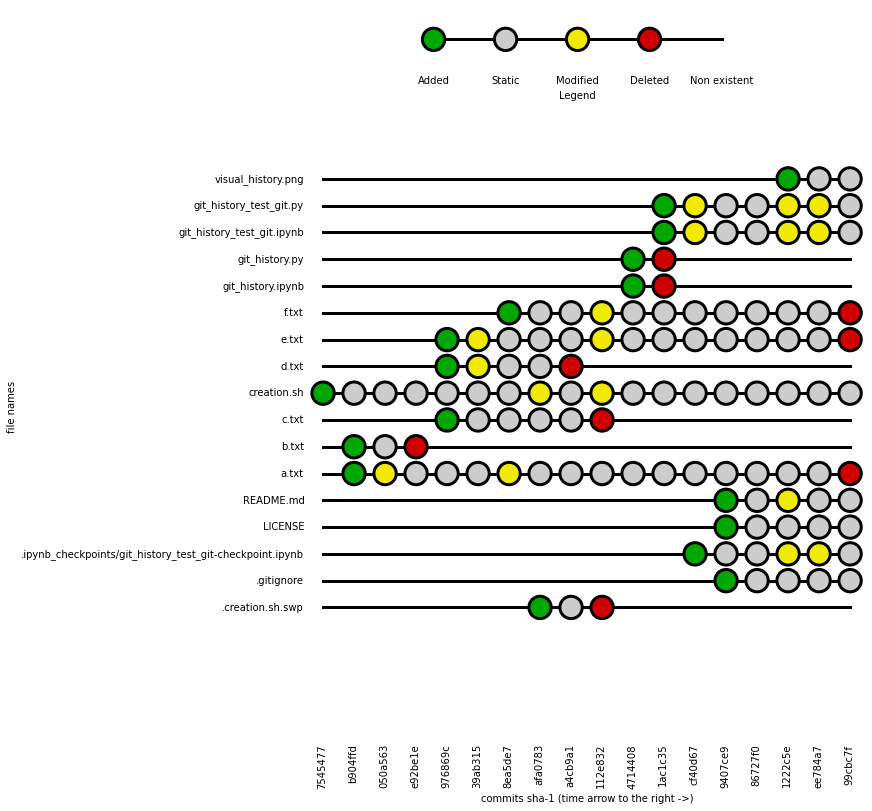 Added Static Modified Deleted Non existent
Legend
visual_history.png
git_history_test_git.py
git_history_test_git.ipynb
git_history.py
git_history.ipynb
f.txt
e.txt
d.txt
creation.sh
c.txt
b.txt
a.txt
README.md
LICENSE
.ipynb_checkpoints/git_history_test_git-checkpoint.ipynb
.gitignore
.creation.sh.swp
file names
7545477
b904ffd
050a563
e92be1e
976869c
39ab315
8ea5de7
afa0783
a4cb9a1
112e832
4714408
1ac1c35
cf40d67
9407ce9
86727f0
1222c5e
ee784a7
99cbc7f
commits sha-1 (time arrow to the right ->)